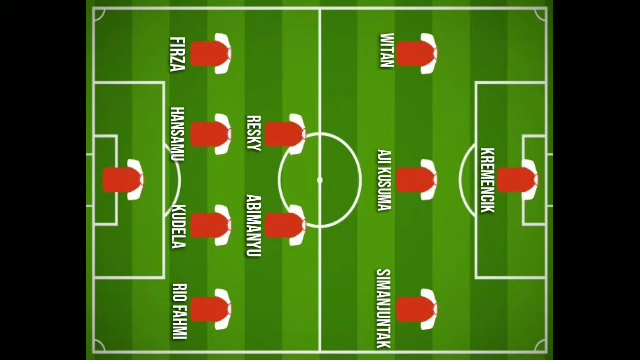 FIRZA
HANSAMU
KUDELA
RIO FAHMI
RESKY
ABIMANYU
WITAN
AJI KUSUMA
SIMANJUNTAK
KREMENCIK